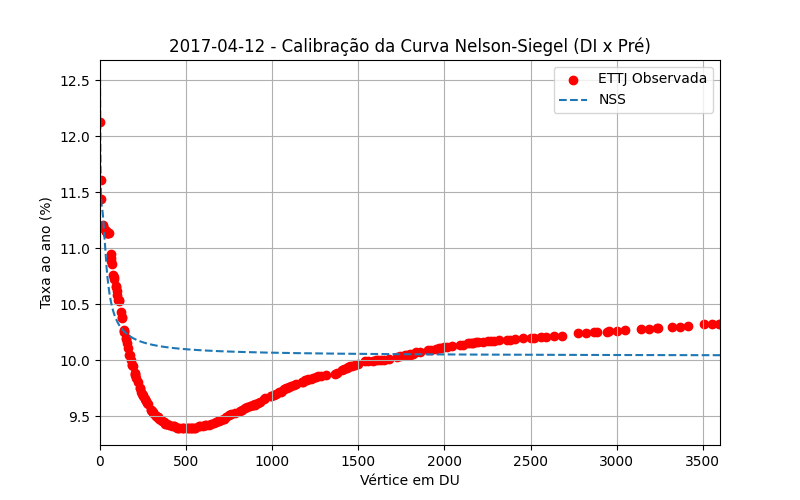 2017-04-12 - Calibração da Curva Nelson-Siegel (DI x Pré)
ETTJ Observada
NSS
Taxa ao ano (%)
12.5
12.0
11.5
11.0
10.5
10.0
9.5
0 500 1000 1500 2000 2500 3000 3500
Vértice em DU